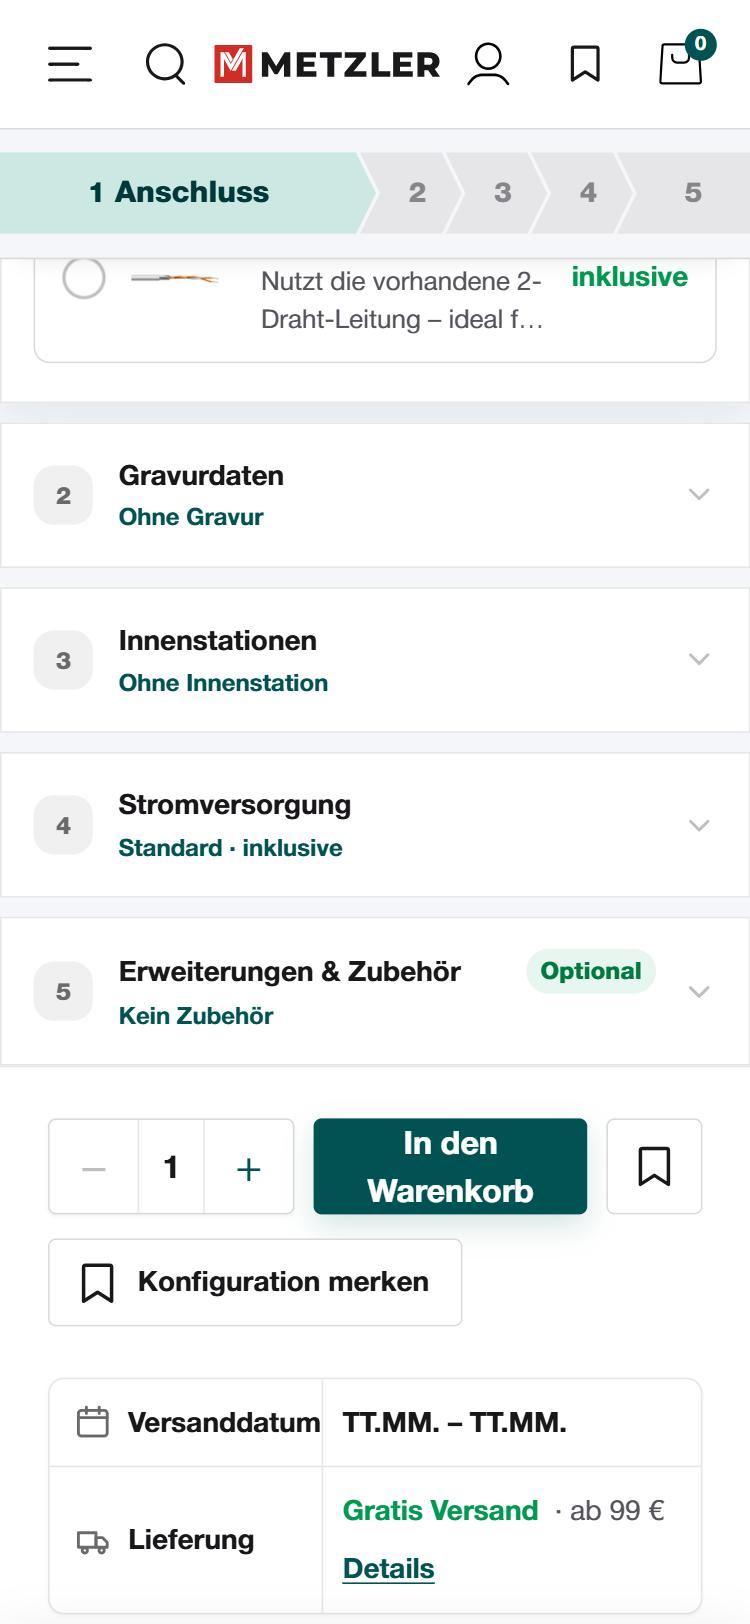 METZLER
0
1 Anschluss
2
3
4
5
Nutzt die vorhandene 2-
Draht-Leitung – ideal f…
inklusive
2
Gravurdaten
Ohne Gravur
3
Innenstationen
Ohne Innenstation
4
Stromversorgung
Standard · inklusive
5
Erweiterungen & Zubehör
Optional
Kein Zubehör
1
In den
Warenkorb
Konfiguration merken
Versanddatum
TT.MM. – TT.MM.
Lieferung
Gratis Versand · ab 99 €
Details